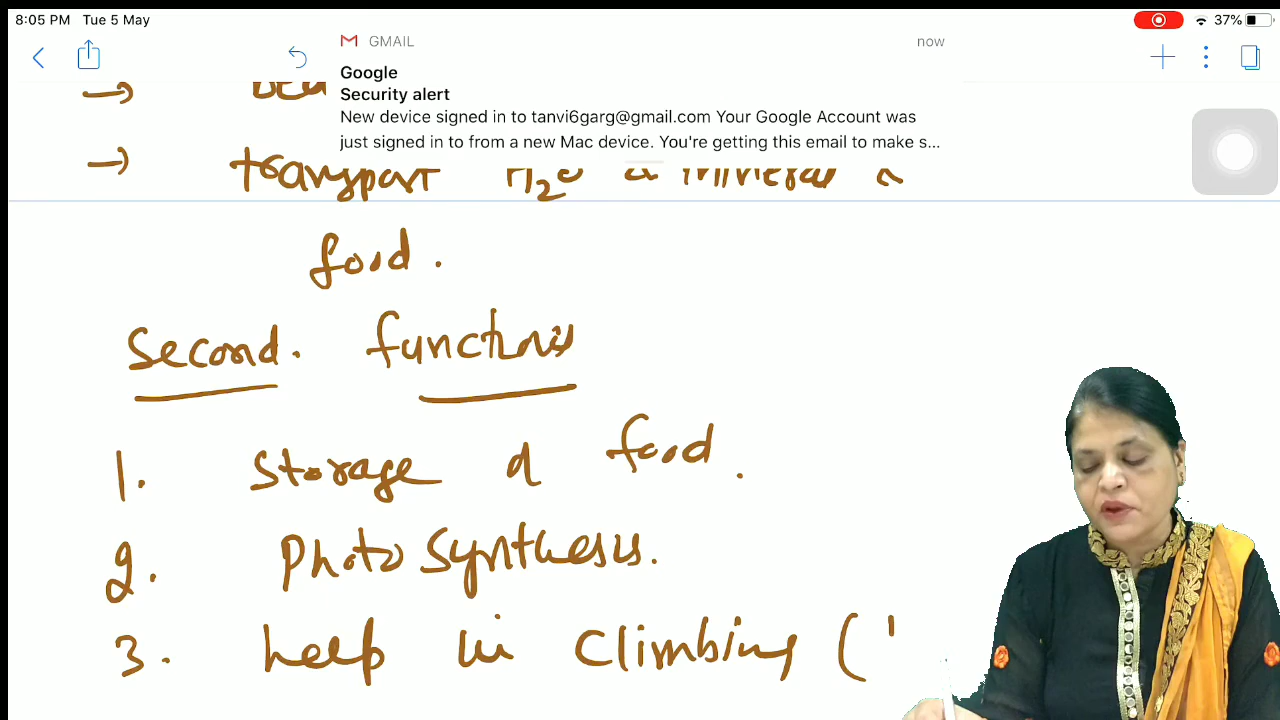 8:05 PM Tue 5 May
37%
GMAIL
now
Google
Security alert
New device signed in to tanvi6garg@gmail.com Your Google Account was
just signed in to from a new Mac device. You're getting this email to make s...
→
→ transport H2O & Mineral &
food.
Second. functions
1. Storage of food.
2. Photosynthesis.
3. help in climbing (